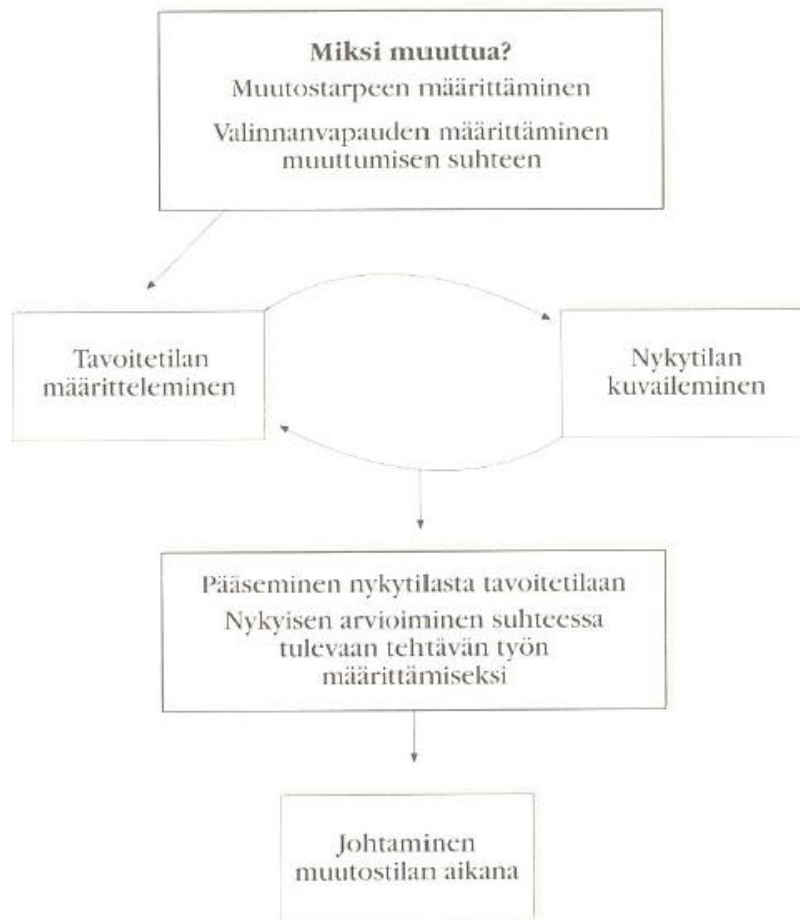 Miksi muuttua?
Muutostarpeen määrittäminen
Valinnanvapauden määrittäminen
muuttumisen suhteen
Tavoitetilan
määritteleminen
Nykytilan
kuvaileminen
Pääseminen nykytilasta tavoitetilaan
Nykyisen arvioiminen suhteessa
tulevaan tehtävän työn
määrittämiseksi
Johtaminen
muutostilan aikana